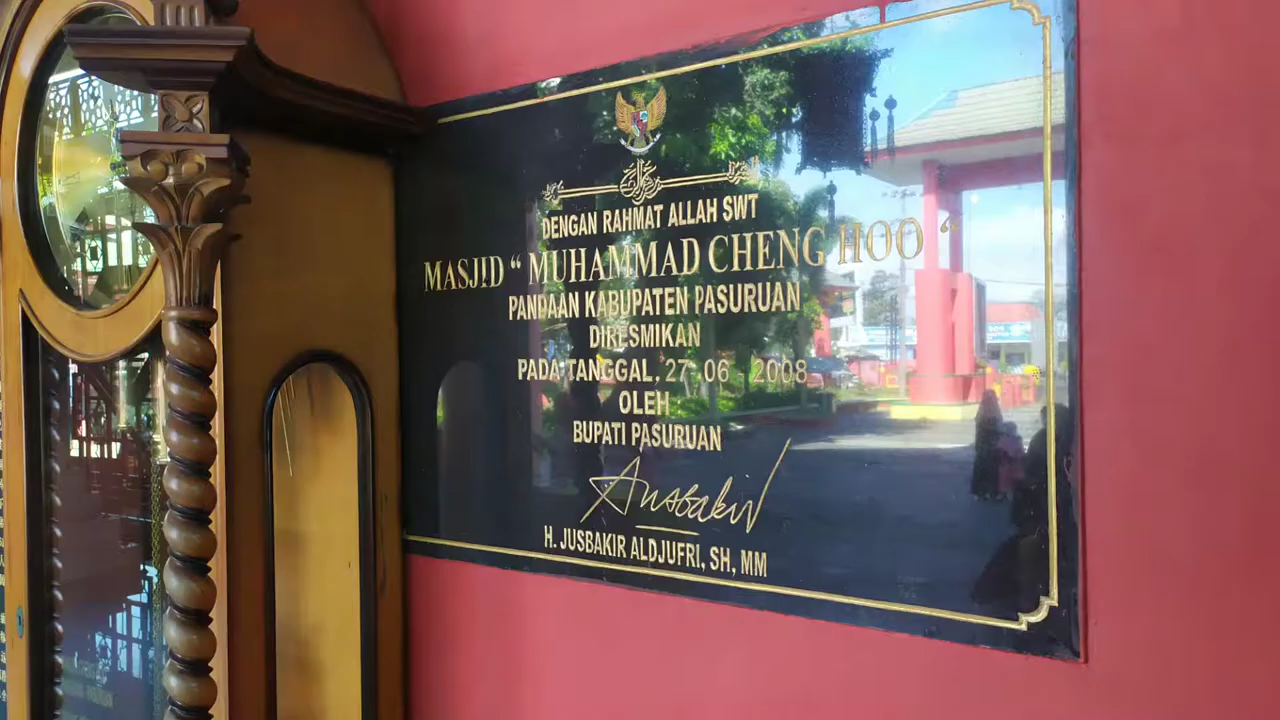 DENGAN RAHMAT ALLAH SWT
MASJID “ MUHAMMAD CHENG HOO “
PANDAAN KABUPATEN PASURUAN
DIRESMIKAN
PADA TANGGAL, 27 - 06 - 2008
OLEH
BUPATI PASURUAN
H. JUSBAKIR ALDJUFRI, SH, MM